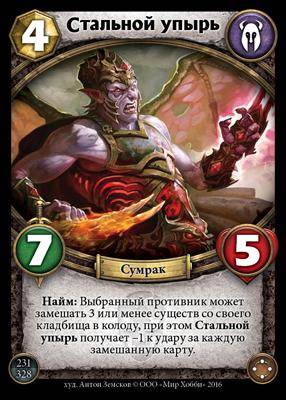 4 Стальной упырь
7 Сумрак 5
Найм: Выбранный противник может
замешать 3 или менее существ со своего
кладбища в колоду, при этом Стальной
упырь получает –1 к удару за каждую
замешанную карту.
231
328
худ. Антон Земсков © ООО «Мир Хобби» 2016